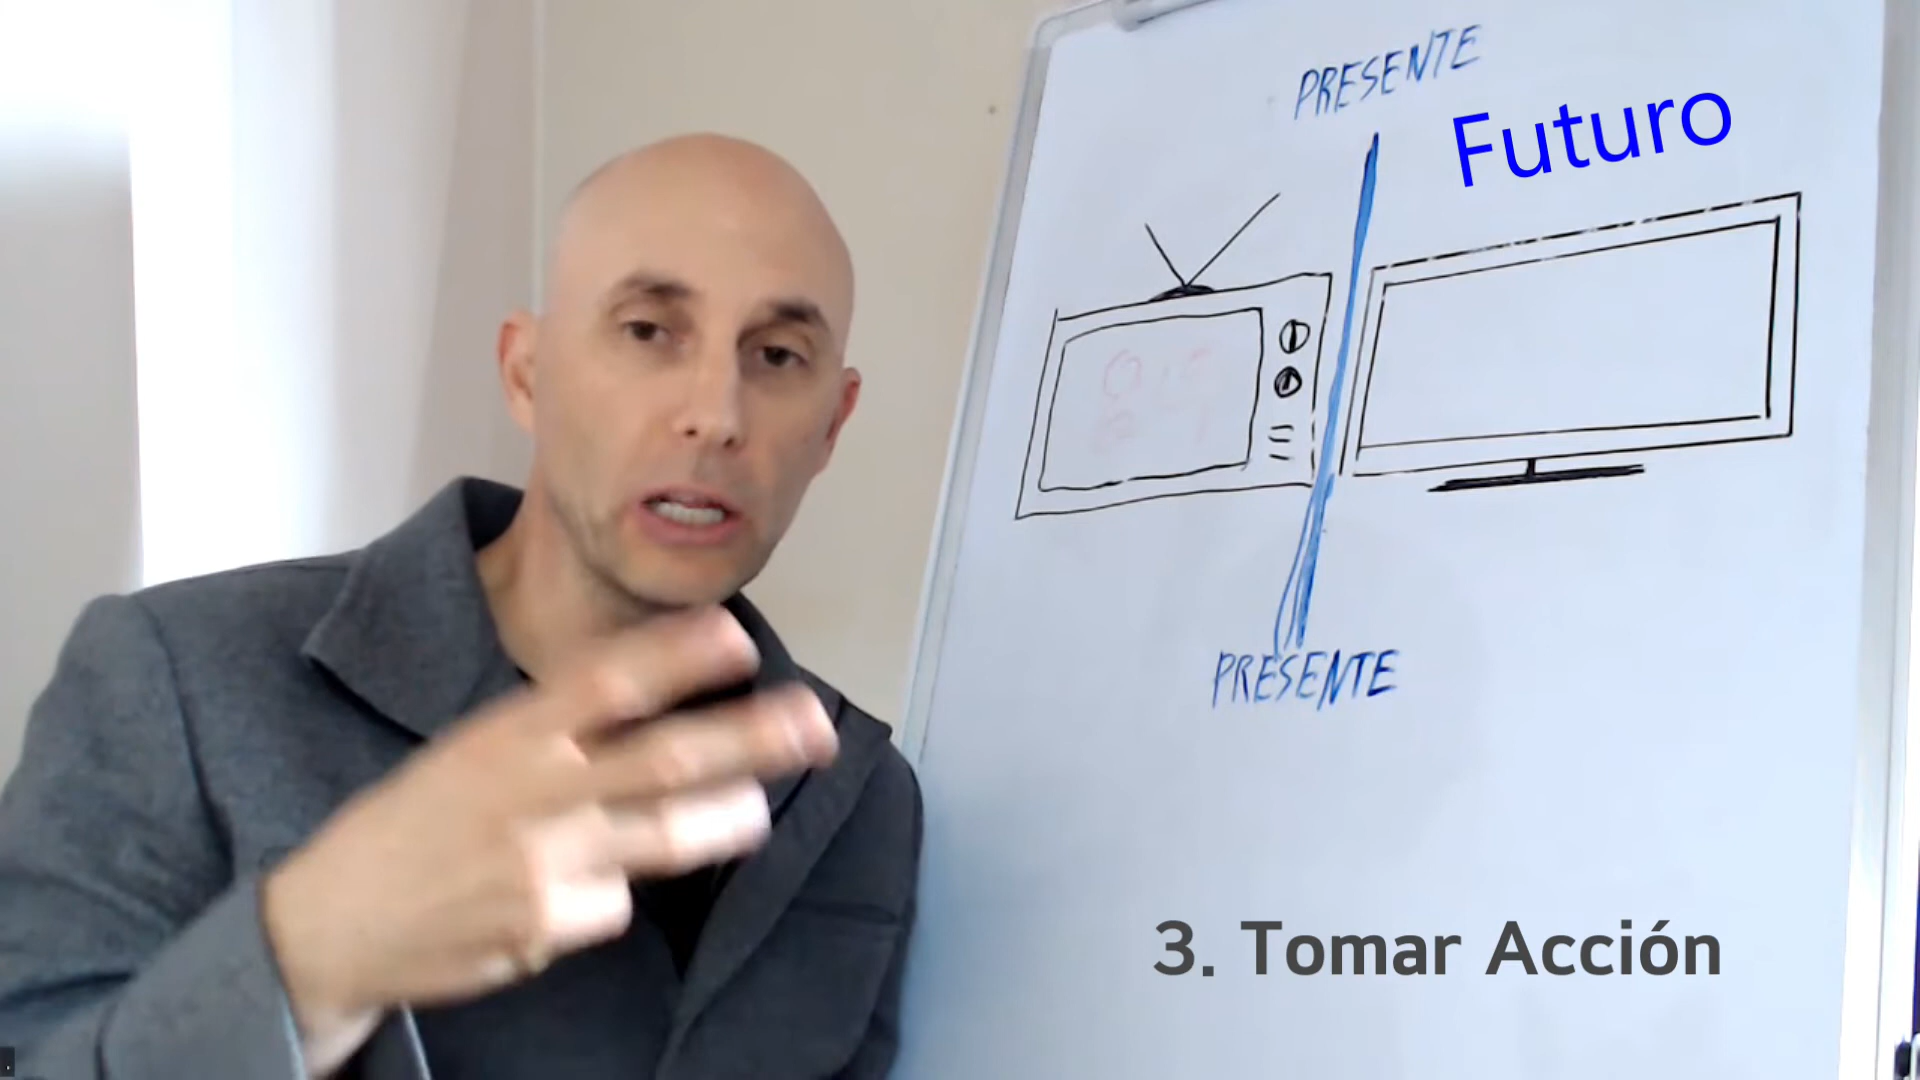 PRESENTE
Futuro
PRESENTE
3. Tomar Acción